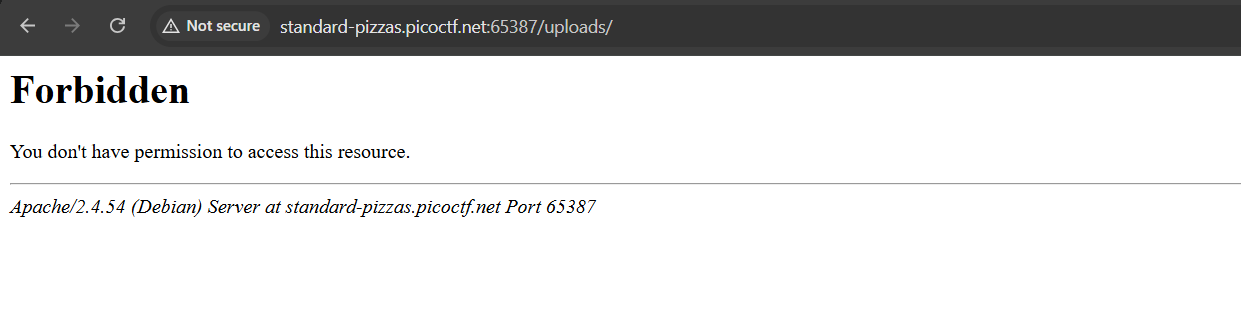 Not secure standard-pizzas.picoctf.net:65387/uploads/
Forbidden
You don't have permission to access this resource.
Apache/2.4.54 (Debian) Server at standard-pizzas.picoctf.net Port 65387